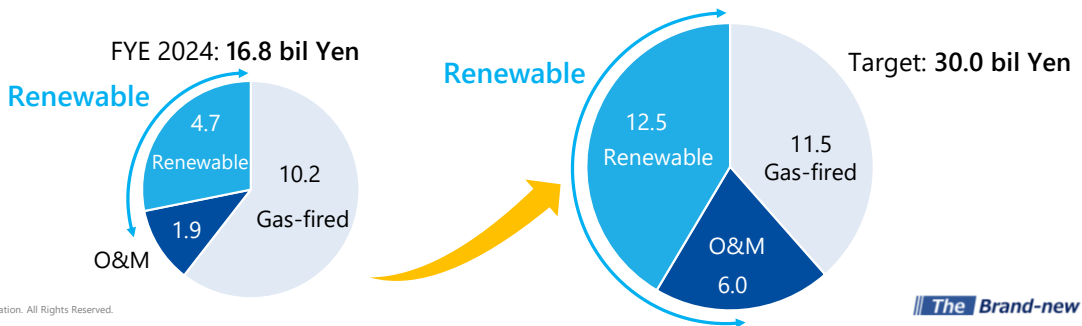 FYE 2024: 16.8 bil Yen
Renewable
4.7
Renewable
10.2
Gas-fired
1.9
O&M
Target: 30.0 bil Yen
Renewable
12.5
Renewable
11.5
Gas-fired
O&M
6.0
ation. All Rights Reserved.
The Brand-new